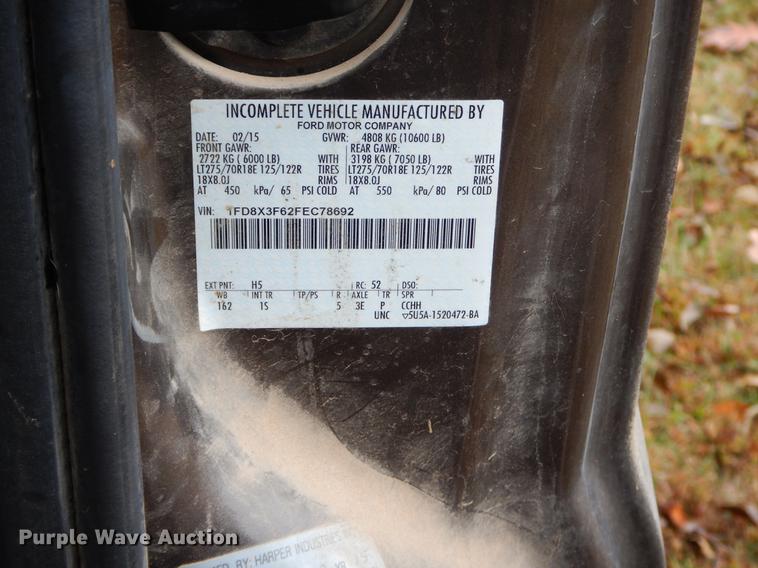 INCOMPLETE VEHICLE MANUFACTURED BY
FORD MOTOR COMPANY
DATE: 02/15 GVWR: 4808 KG (10600 LB)
FRONT GAWR: REAR GAWR:
2722 KG ( 6000 LB) WITH 3198 KG ( 7050 LB) WITH
LT275/70R18E 125/122R TIRES LT275/70R18E 125/122R TIRES
18X8.0J RIMS 18X8.0J RIMS
AT 450 kPa/ 65 PSI COLD AT 550 kPa/ 80 PSI COLD
VIN: 1FD8X3F62FEC78692
EXT PNT: H5 RC: 52 DSO:
WB INT TR TP/PS R AXLE TR SPR
162 1S 5 3E P CCHH
UNC ▽5U5A-1520472-BA
BY: HARPER INDUSTRIES
Purple Wave Auction